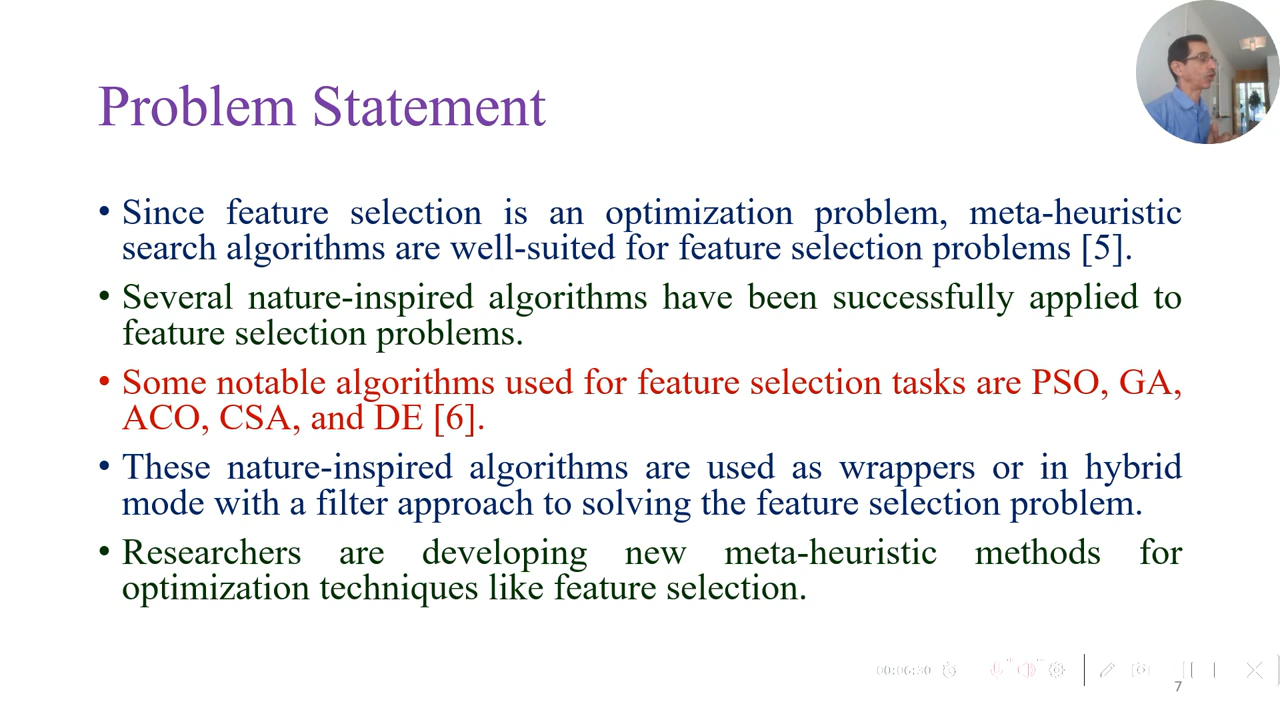 Problem Statement
• Since feature selection is an optimization problem, meta-heuristic
search algorithms are well-suited for feature selection problems [5].
• Several nature-inspired algorithms have been successfully applied to
feature selection problems.
• Some notable algorithms used for feature selection tasks are PSO, GA,
ACO, CSA, and DE [6].
• These nature-inspired algorithms are used as wrappers or in hybrid
mode with a filter approach to solving the feature selection problem.
• Researchers are developing new meta-heuristic methods for
optimization techniques like feature selection.
00:06:30
7